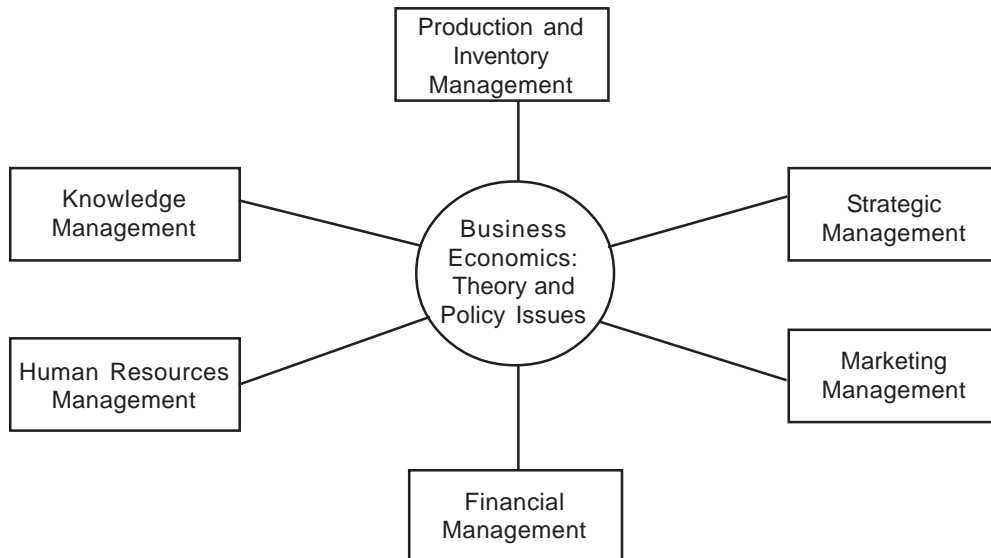 Production and
Inventory
Management
Knowledge
Management
Strategic
Management
Business
Economics:
Theory and
Policy Issues
Human Resources
Management
Marketing
Management
Financial
Management